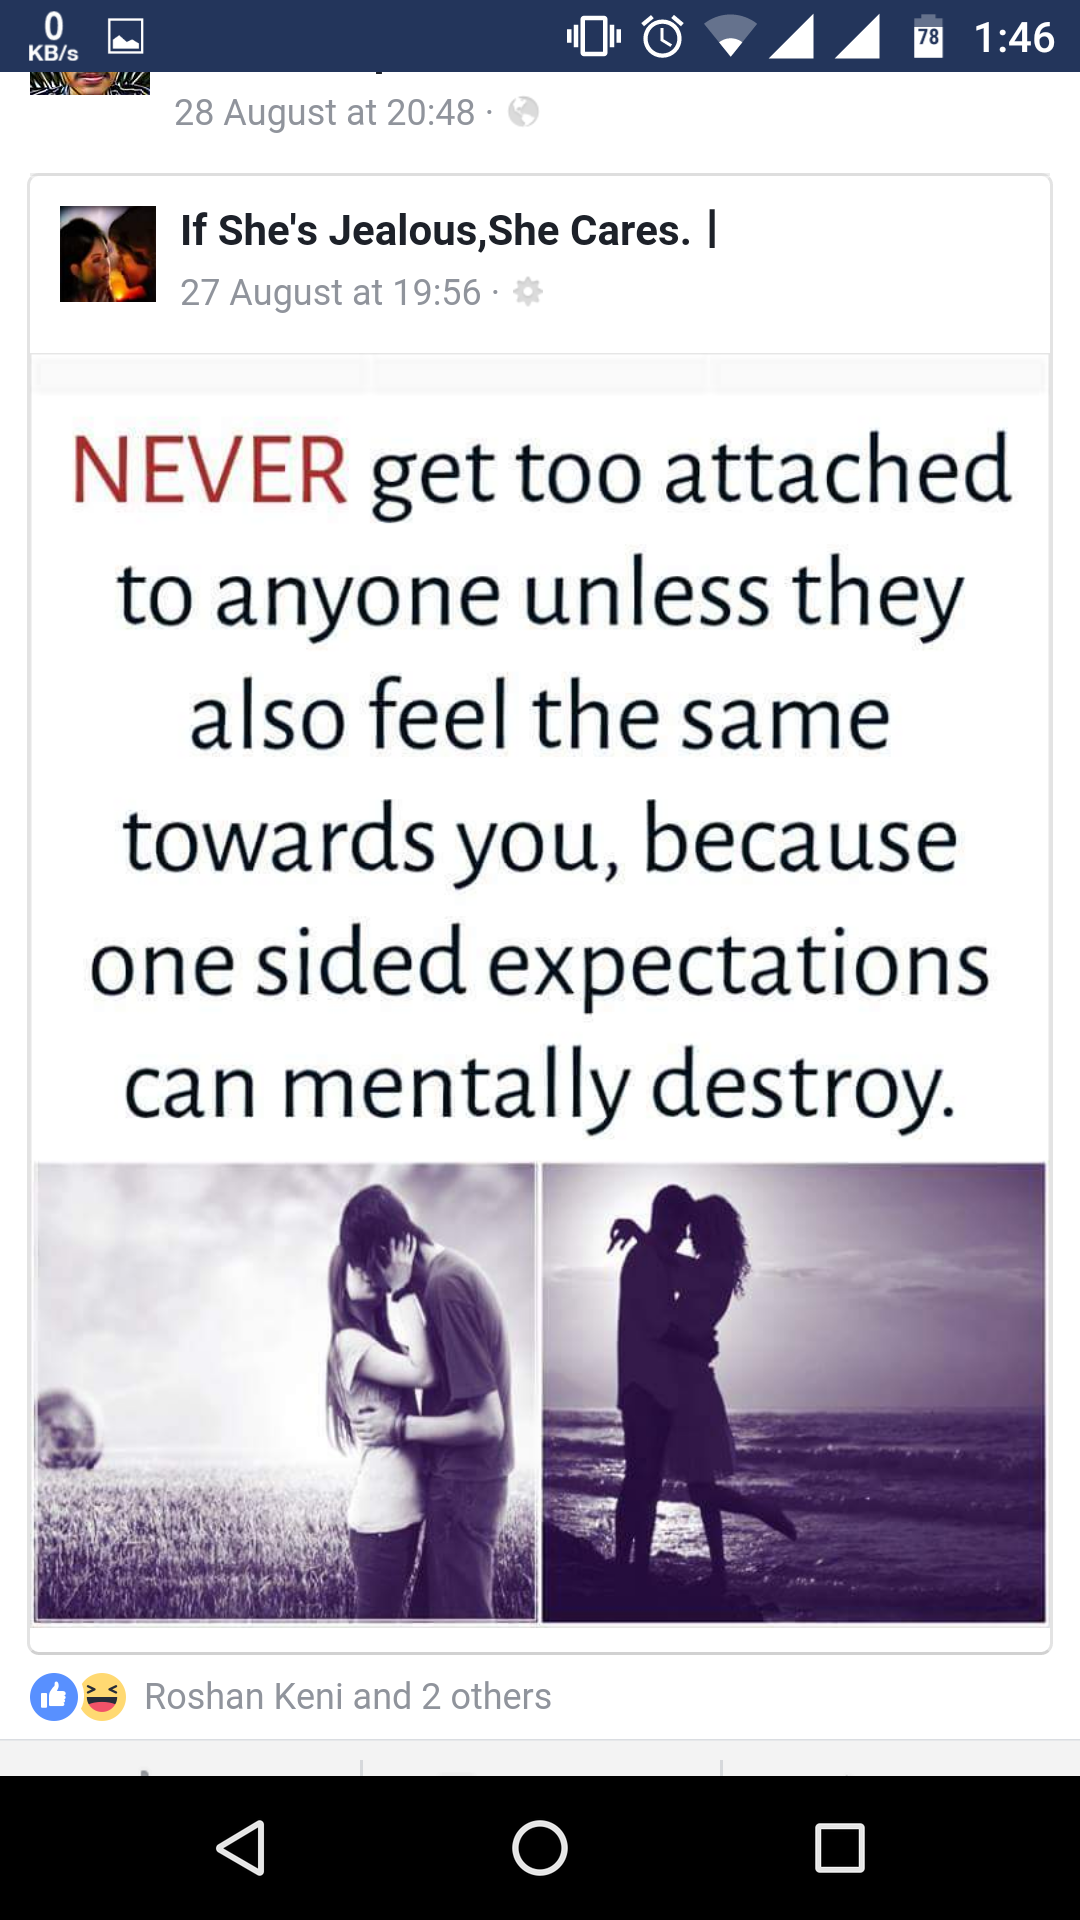 0
KB/s
78
1:46
28 August at 20:48 ·
If She's Jealous,She Cares. |
27 August at 19:56 ·
NEVER get too attached
to anyone unless they
also feel the same
towards you, because
one sided expectations
can mentally destroy.
Roshan Keni and 2 others